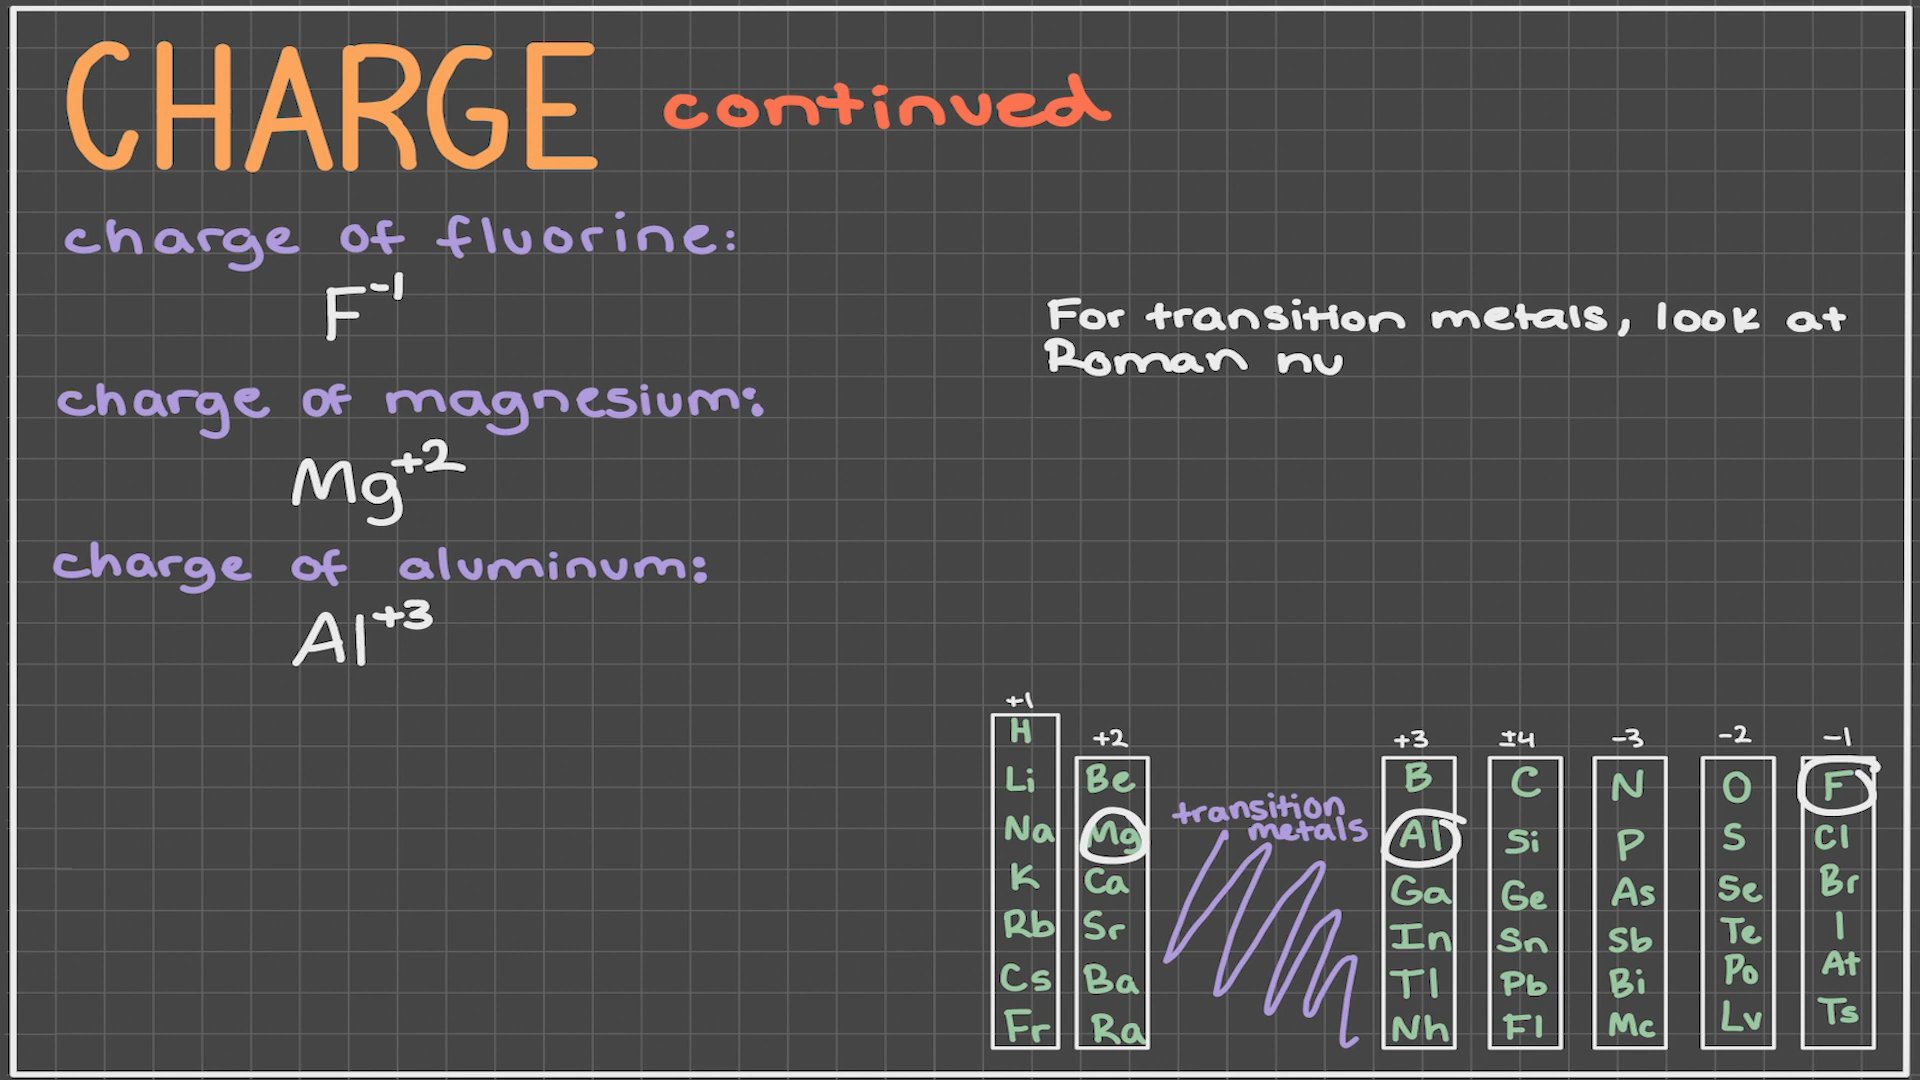 CHARGE continued
charge of fluorine:
F⁻¹
charge of magnesium:
Mg⁺²
charge of aluminum:
Al⁺³
For transition metals, look at
Roman nu
+1
H
Li
Na
K
Rb
Cs
Fr
+2
Be
Mg
Ca
Sr
Ba
Ra
transition
metals
+3
B
Al
Ga
In
Tl
Nh
±4
C
Si
Ge
Sn
Pb
Fl
-3
N
P
As
Sb
Bi
Mc
-2
O
S
Se
Te
Po
Lv
-1
F
Cl
Br
I
At
Ts